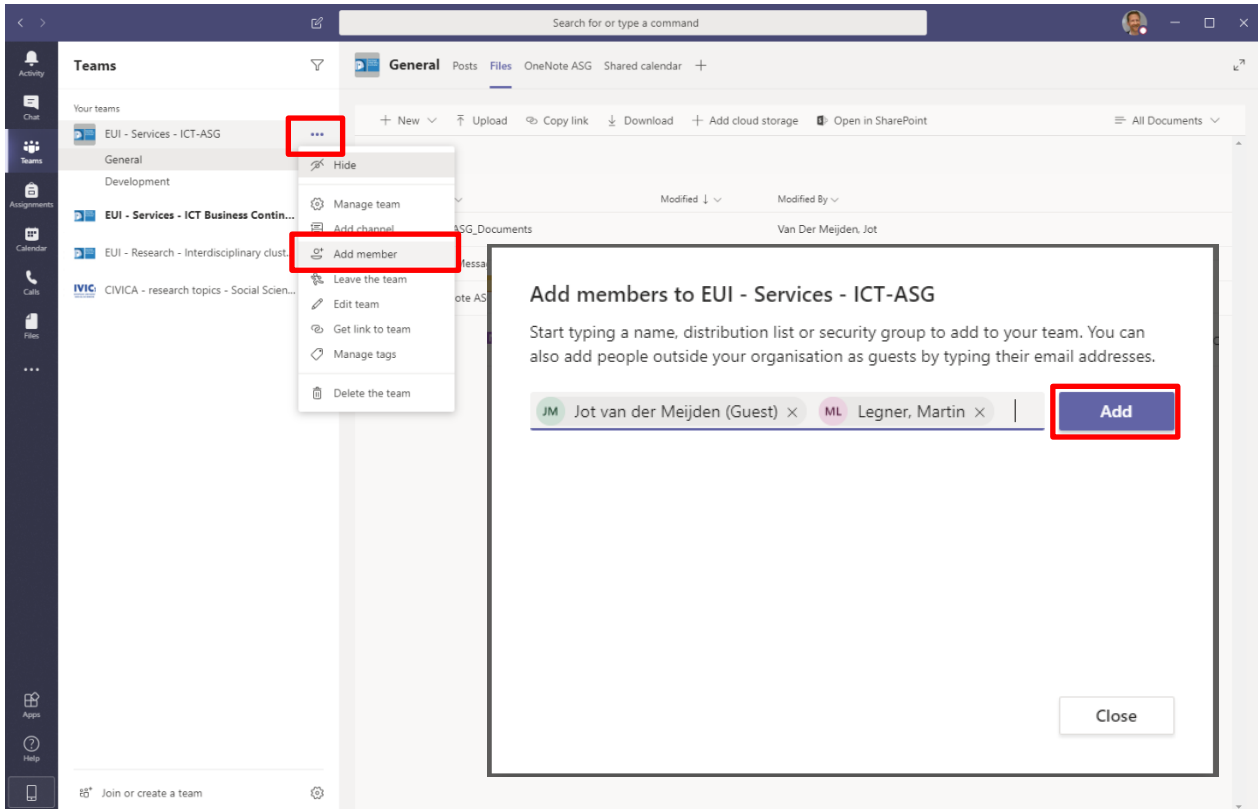 Search for or type a command
Activity
Chat
Teams
Assignments
Calendar
Calls
Files
Apps
Help
Teams
Your teams
EUI - Services - ICT-ASG
General
Development
EUI - Services - ICT Business Contin...
EUI - Research - Interdisciplinary clust...
IVIC
CIVICA - research topics - Social Scien...
Join or create a team
Hide
Manage team
Add channel
Add member
Leave the team
Edit team
Get link to team
Manage tags
Delete the team
General Posts Files OneNote ASG Shared calendar
New Upload Copy link Download Add cloud storage Open in SharePoint All Documents
Modified Modified By
ASG_Documents Van Der Meijden, Jot
Messa
ote AS
Add members to EUI - Services - ICT-ASG
Start typing a name, distribution list or security group to add to your team. You can
also add people outside your organisation as guests by typing their email addresses.
JM Jot van der Meijden (Guest) × ML Legner, Martin × Add
Close